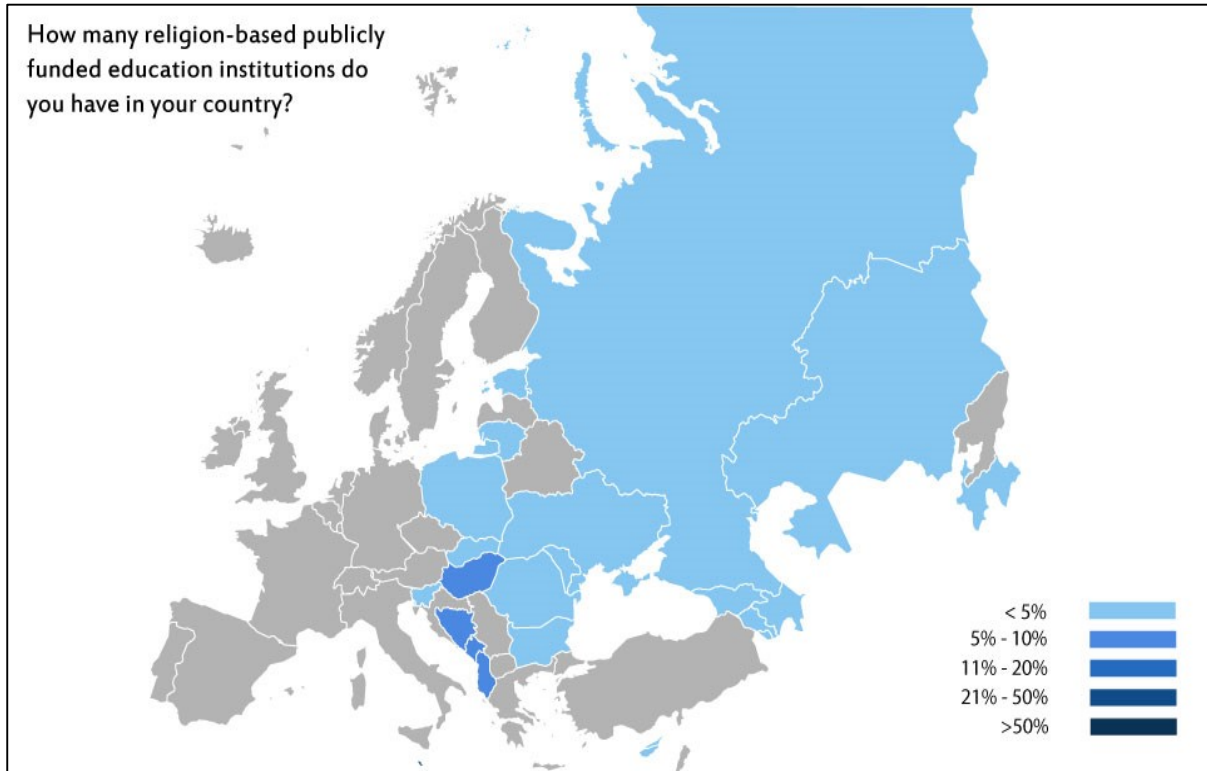 How many religion-based publicly
funded education institutions do
you have in your country?
< 5%
5% - 10%
11% - 20%
21% - 50%
>50%